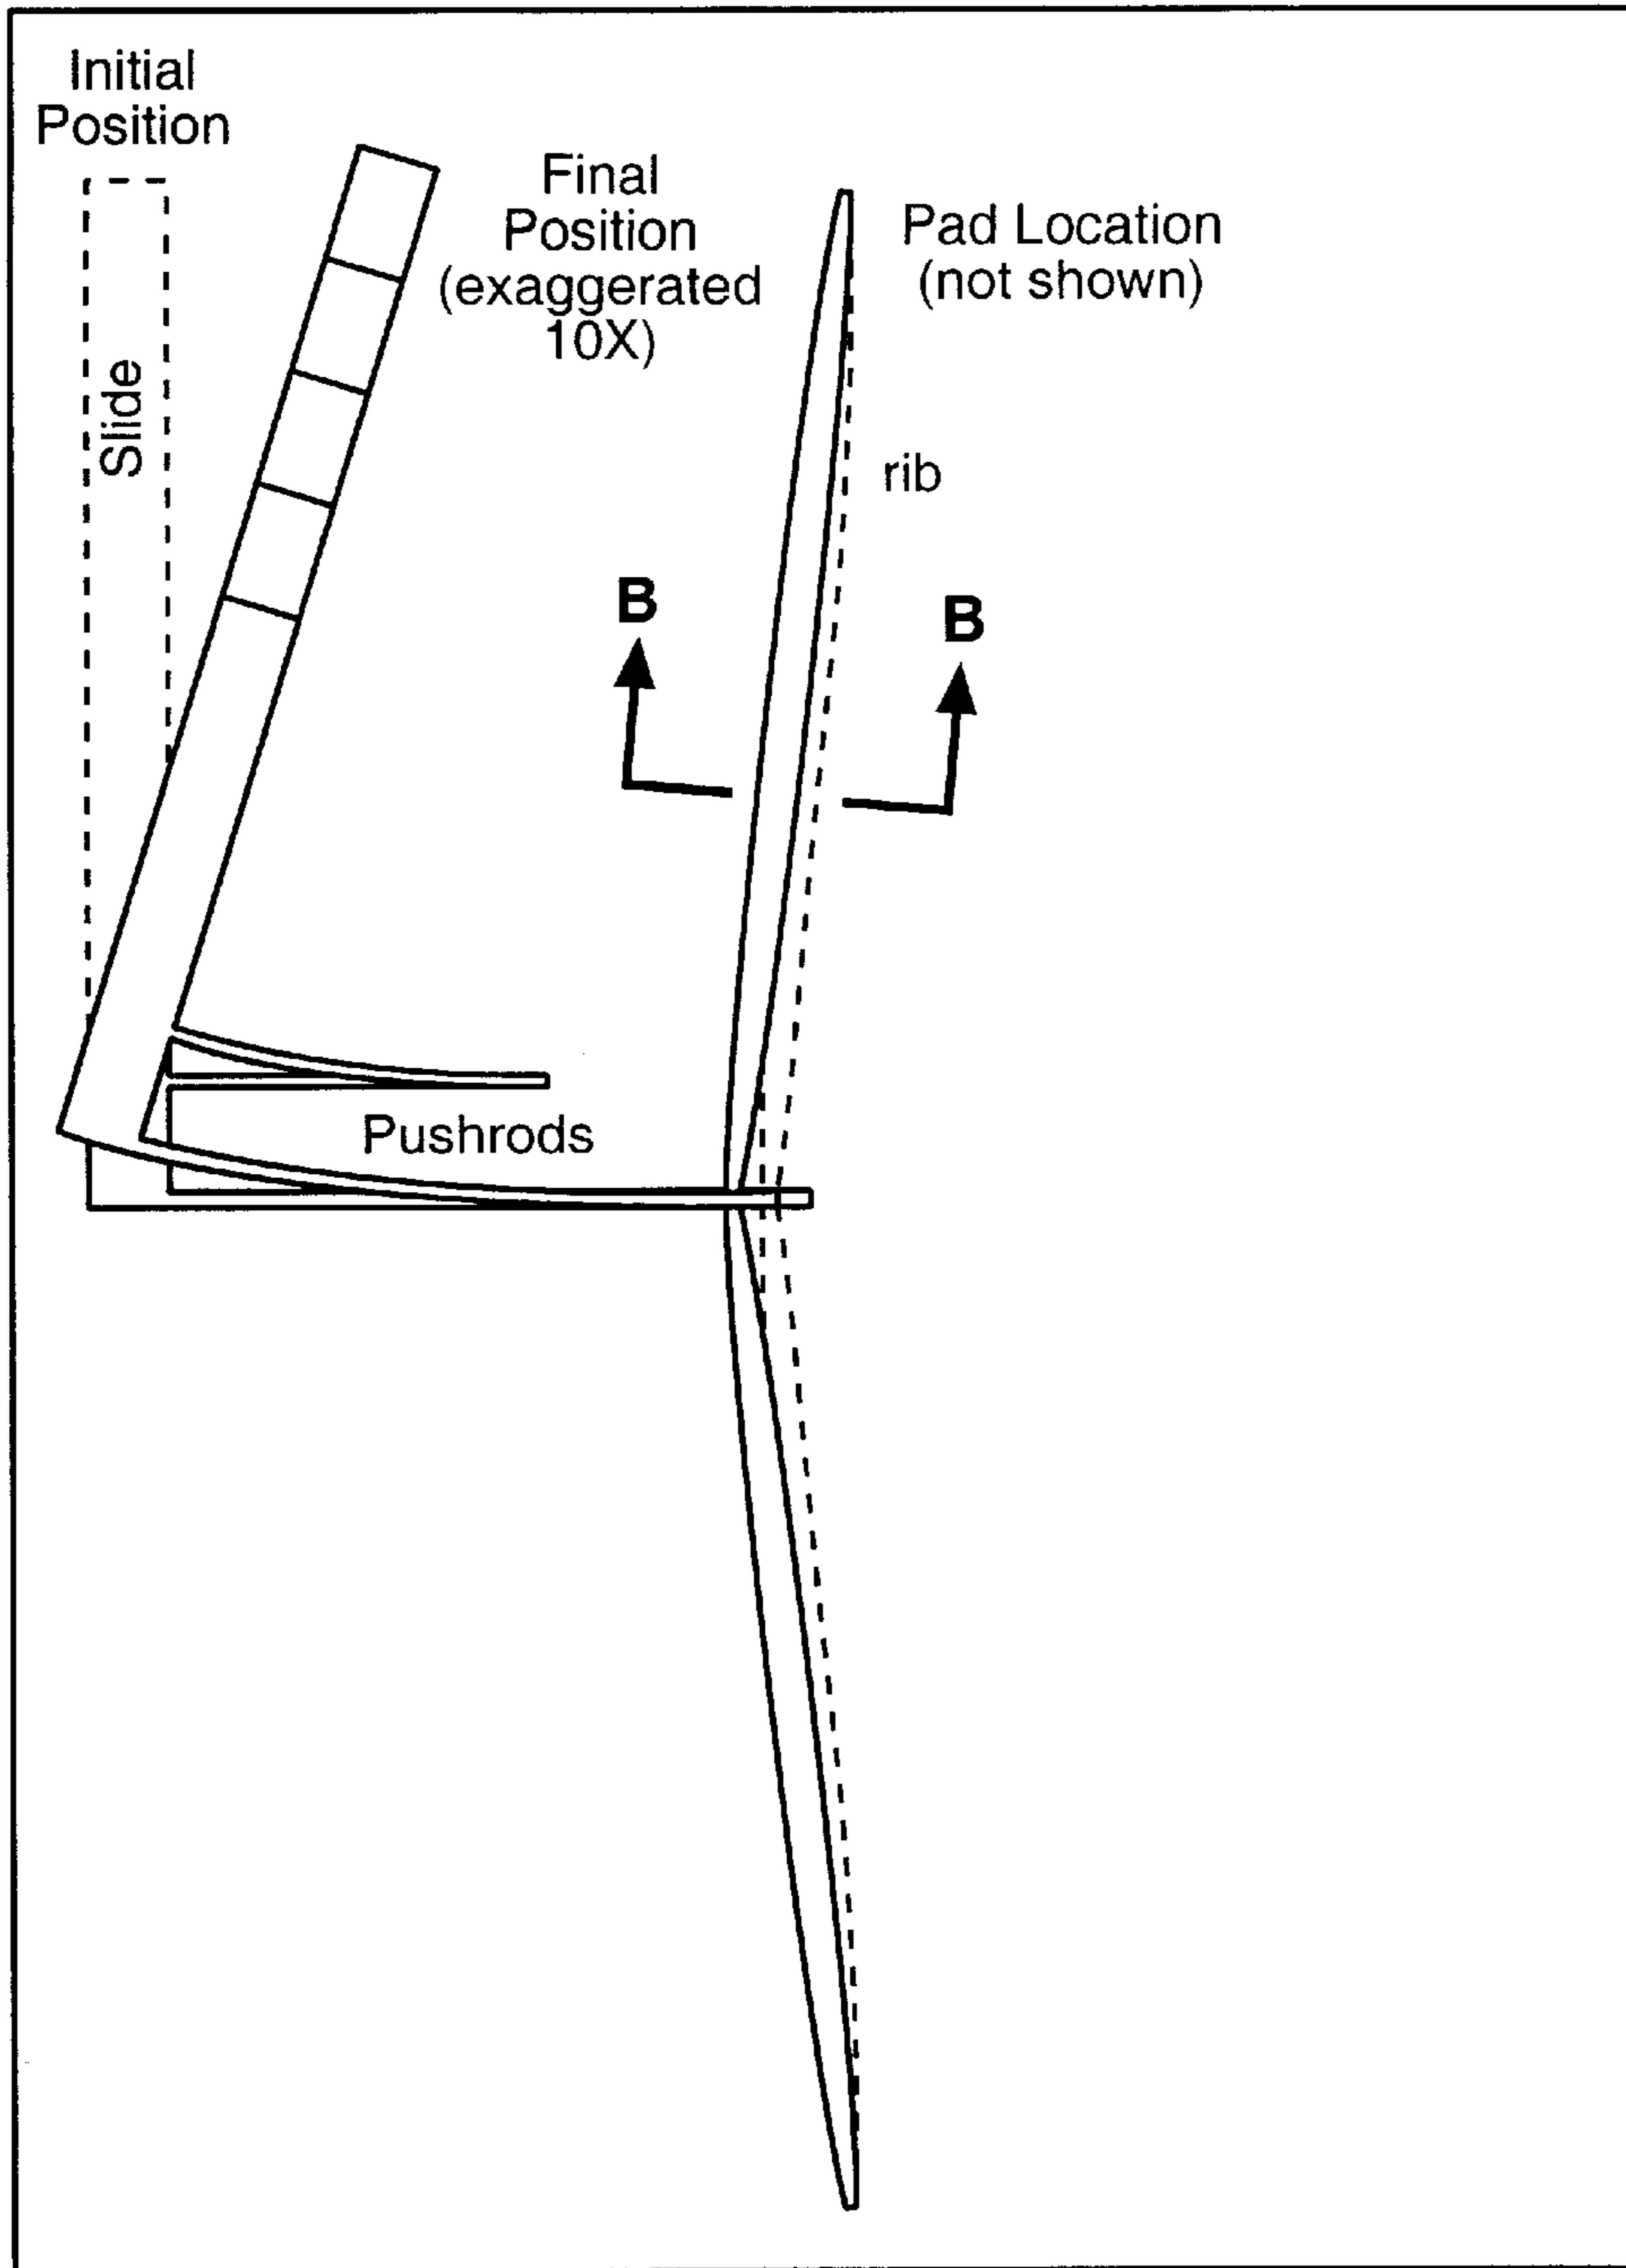 Initial
Position
Final
Position
(exaggerated
10X)
Pad Location
(not shown)
Slide
rib
B
B
Pushrods